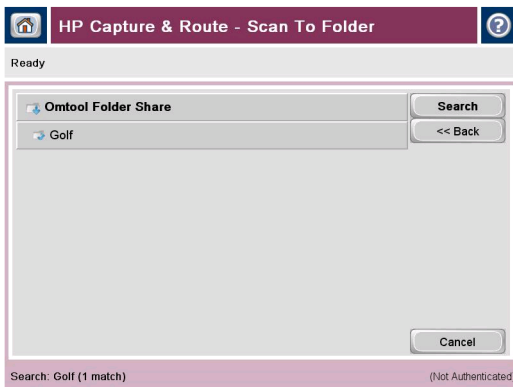 HP Capture & Route - Scan To Folder
?
Ready
Omtool Folder Share
Search
Golf
<< Back
Cancel
Search: Golf (1 match)
(Not Authenticated)